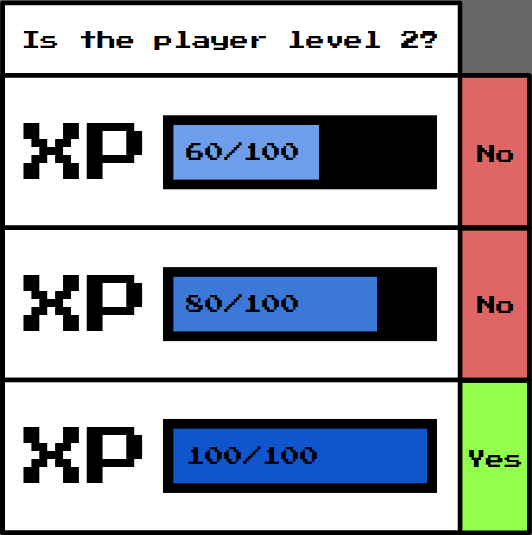 Is the player level 2?
XP 60/100 No
XP 80/100 No
XP 100/100 Yes